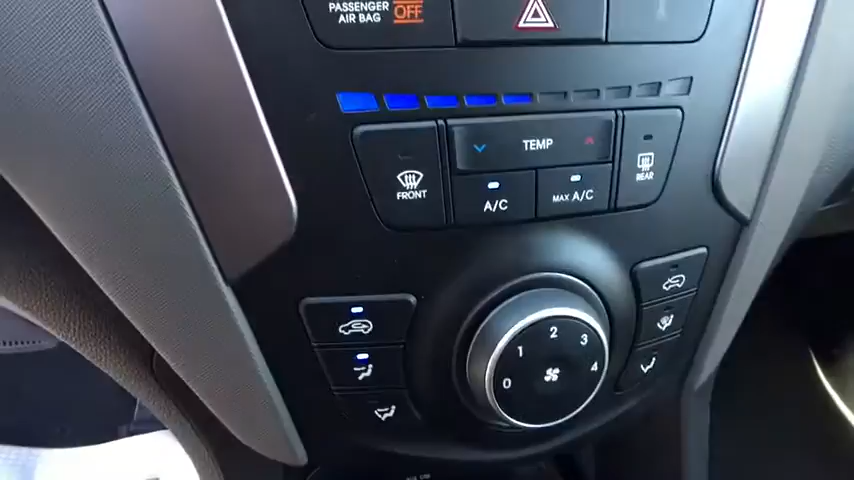 PASSENGER
AIR BAG OFF
TEMP
FRONT
REAR
A/C
MAX A/C
0 1 2 3 4